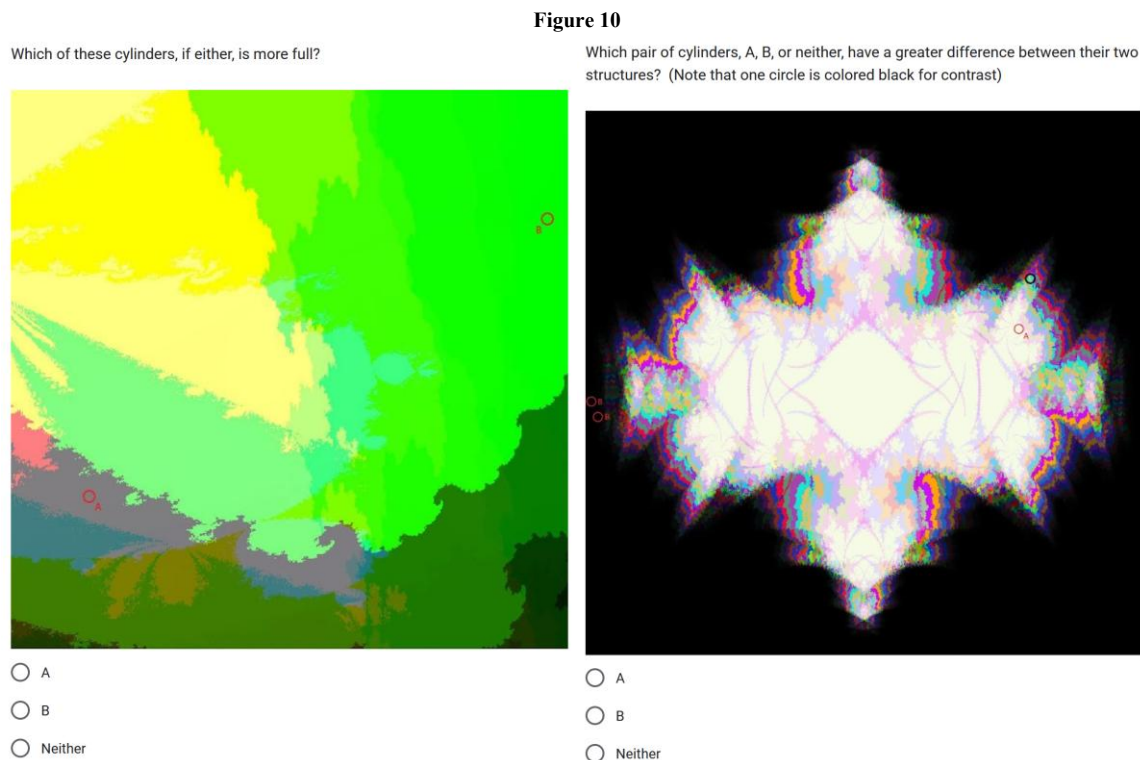 Figure 10
Which of these cylinders, if either, is more full?
B
A
A
B
Neither
Which pair of cylinders, A, B, or neither, have a greater difference between their two
structures? (Note that one circle is colored black for contrast)
A
B
B
A
B
Neither